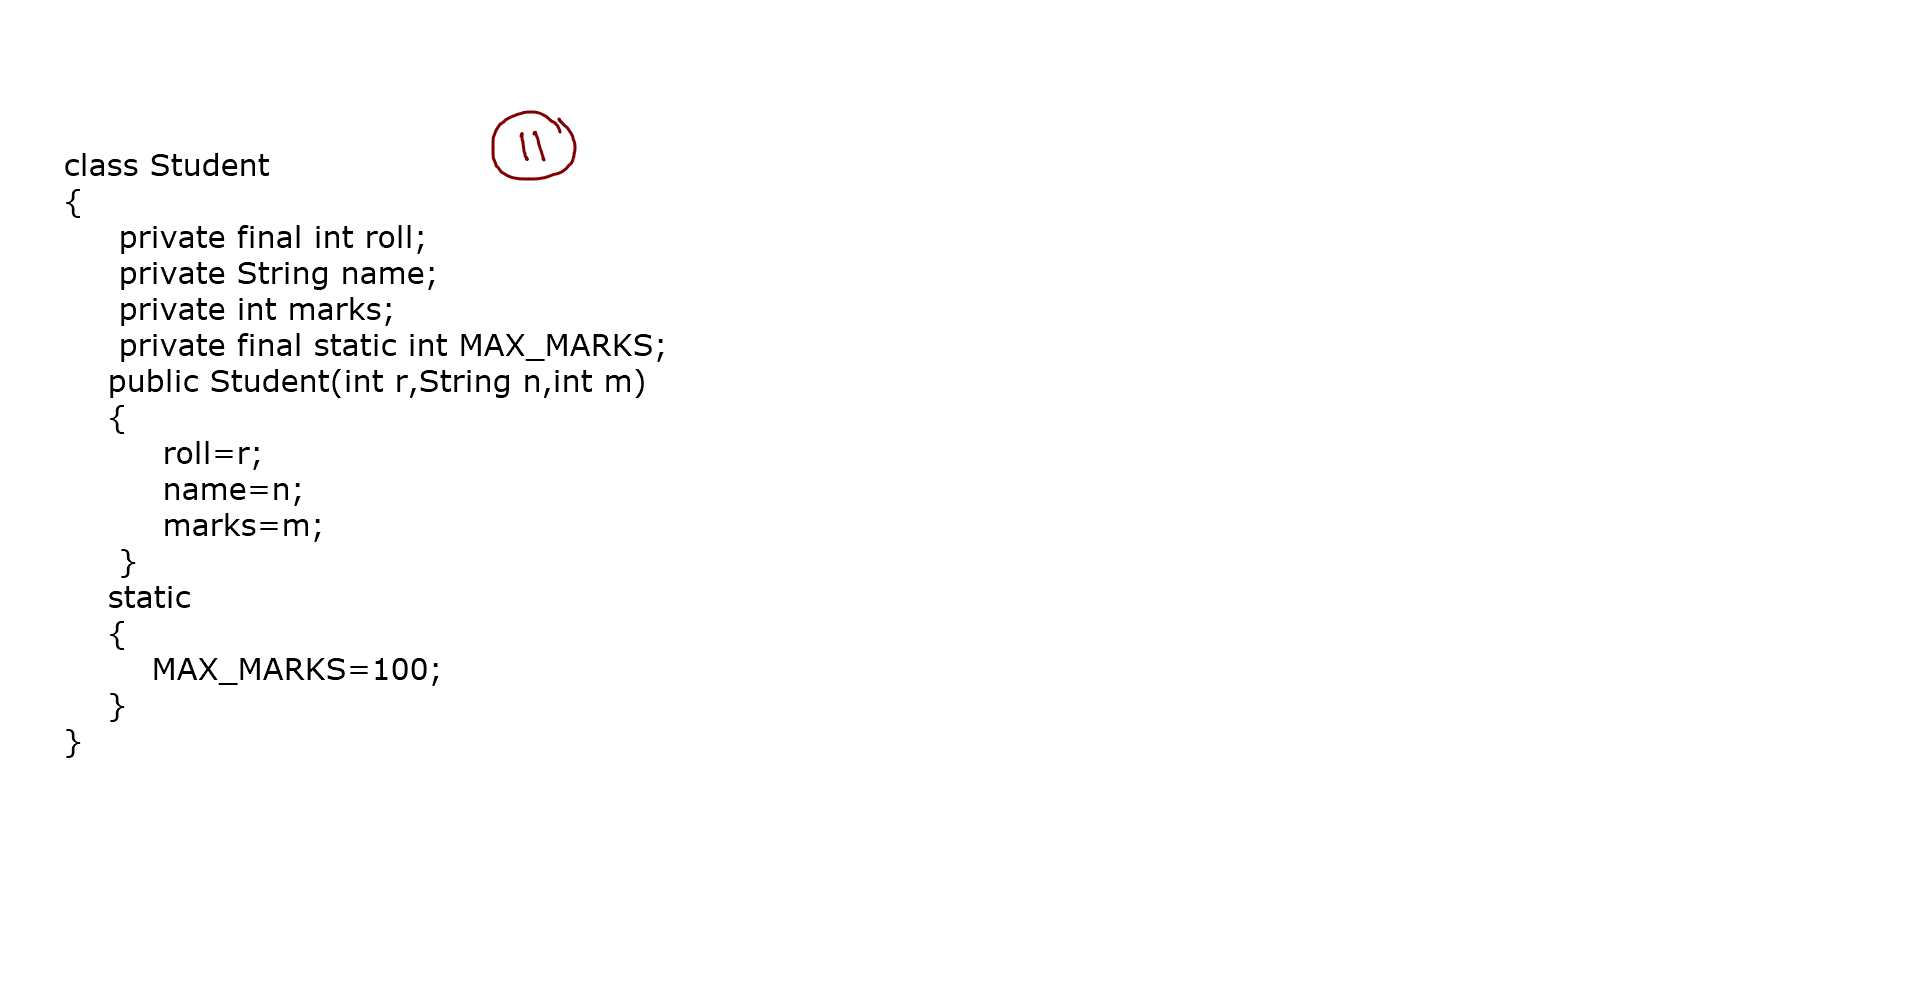 11
class Student
{
private final int roll;
private String name;
private int marks;
private final static int MAX_MARKS;
public Student(int r,String n,int m)
{
roll=r;
name=n;
marks=m;
}
static
{
MAX_MARKS=100;
}
}